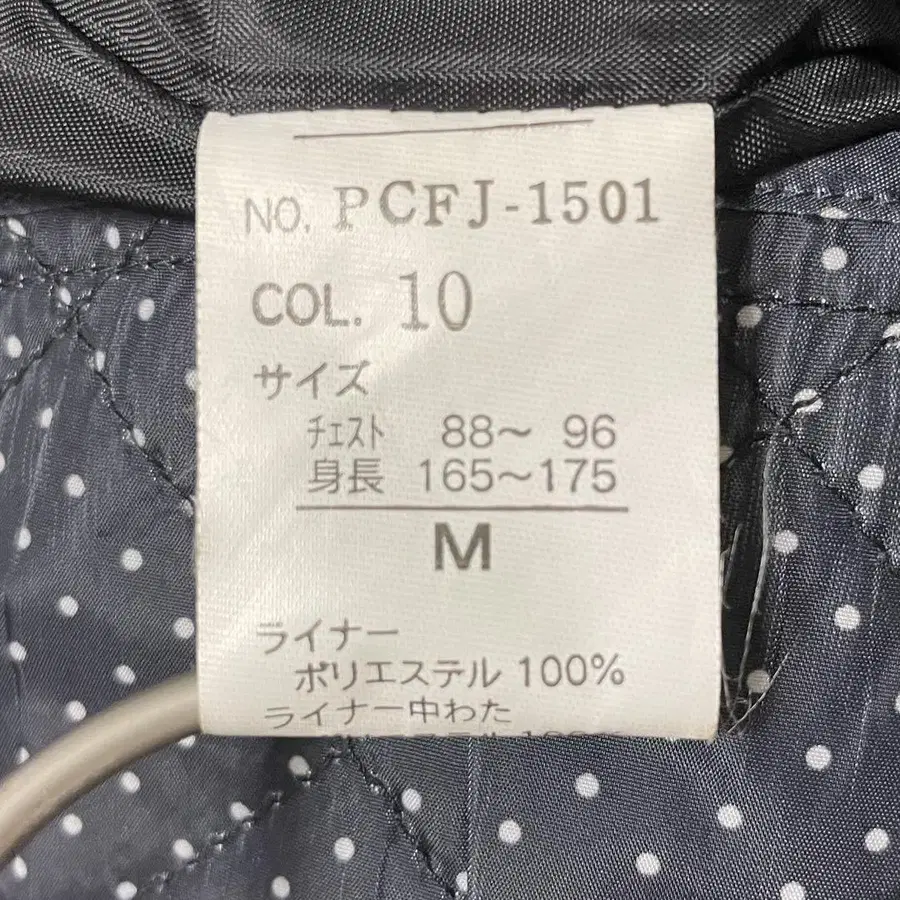 NO. PCFJ-1501
COL. 10
サイズ
ﾁｪｽﾄ 88〜 96
身長 165〜175
M
ライナー
ポリエステル 100%
ライナー中わた